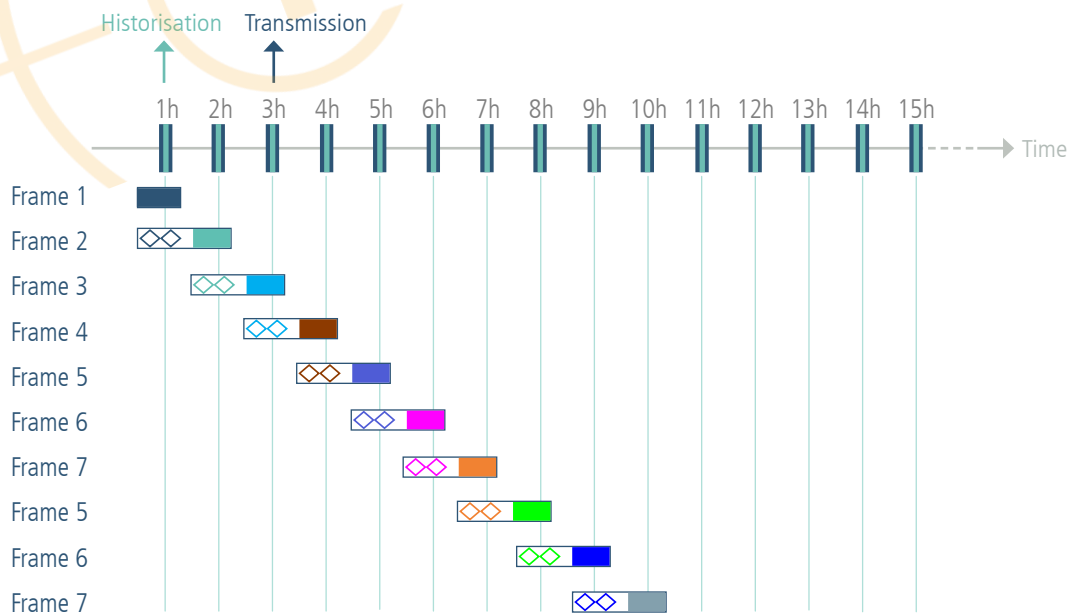 Historisation Transmission
1h 2h 3h 4h 5h 6h 7h 8h 9h 10h 11h 12h 13h 14h 15h
Time
Frame 1
Frame 2
Frame 3
Frame 4
Frame 5
Frame 6
Frame 7
Frame 5
Frame 6
Frame 7